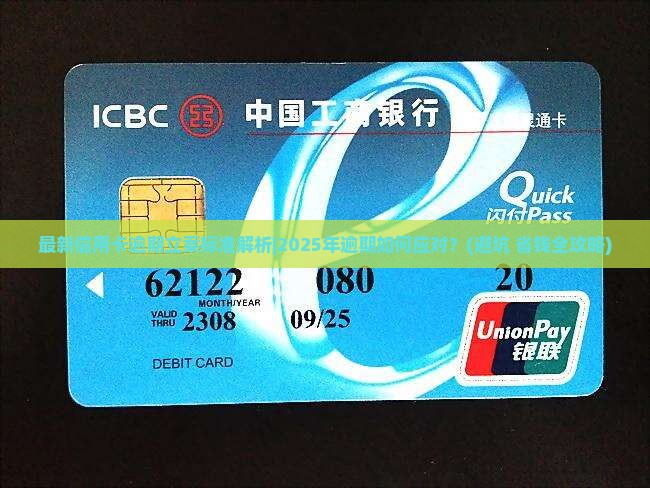 ICBC 中国工商银行
通卡
Quick
闪付Pass
最新信用卡逾期立案标准解析2025年逾期如何应对？(避坑 省钱全攻略)
62122 080 20
MONTH/YEAR
VALID THRU 2308 09/25
UnionPay
银联
DEBIT CARD